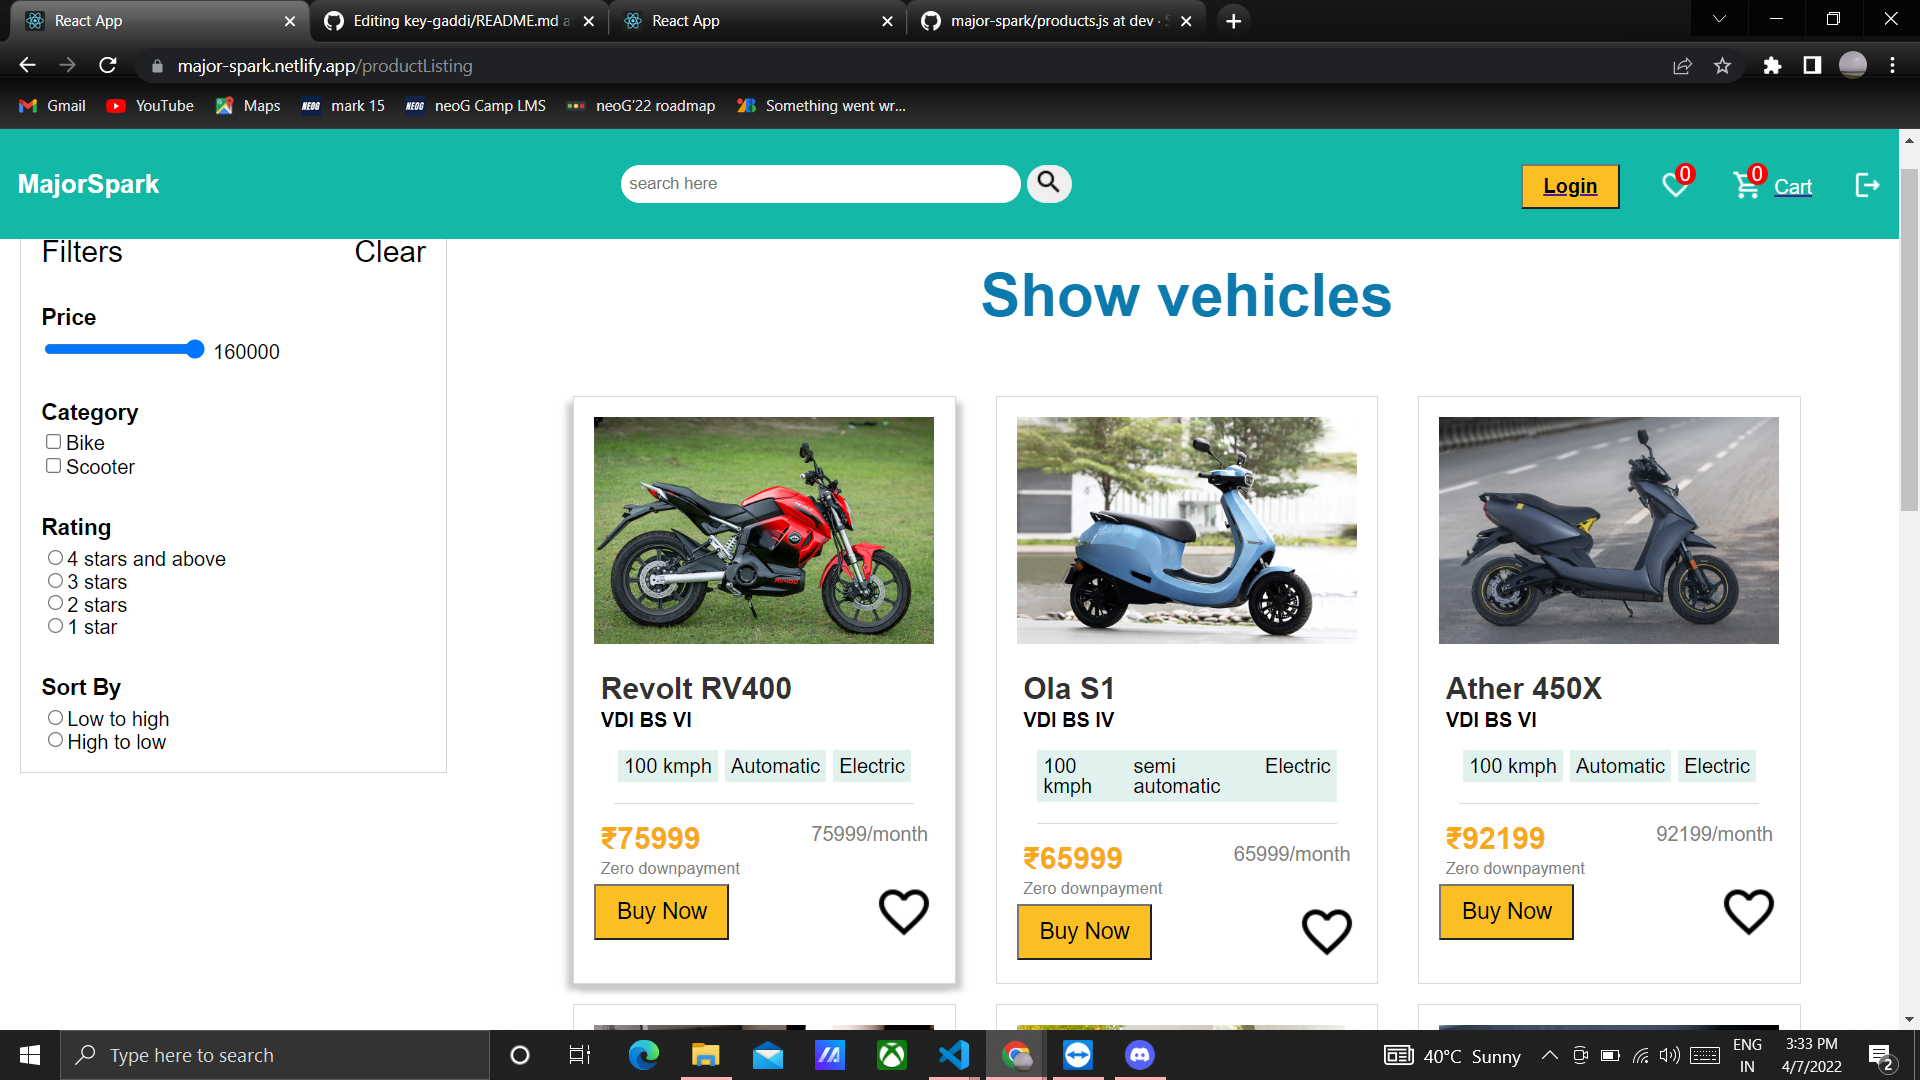 React App
Editing key-gaddi/README.md a
React App
major-spark/products.js at dev · S
major-spark.netlify.app/productListing
Gmail
YouTube
Maps
NEOG mark 15
NEOG neoG Camp LMS
neoG'22 roadmap
Something went wr...
MajorSpark
search here
Login
0
0
Cart
Filters
Clear
Show vehicles
Price
160000
Category
Bike
Scooter
Rating
4 stars and above
3 stars
2 stars
1 star
Sort By
Low to high
High to low
Revolt RV400
VDI BS VI
100 kmph Automatic Electric
₹75999 75999/month
Zero downpayment
Buy Now
Ola S1
VDI BS IV
100 kmph
semi automatic
Electric
₹65999 65999/month
Zero downpayment
Buy Now
Ather 450X
VDI BS VI
100 kmph Automatic Electric
₹92199 92199/month
Zero downpayment
Buy Now
Type here to search
40°C Sunny
ENG
IN
3:33 PM
4/7/2022
2